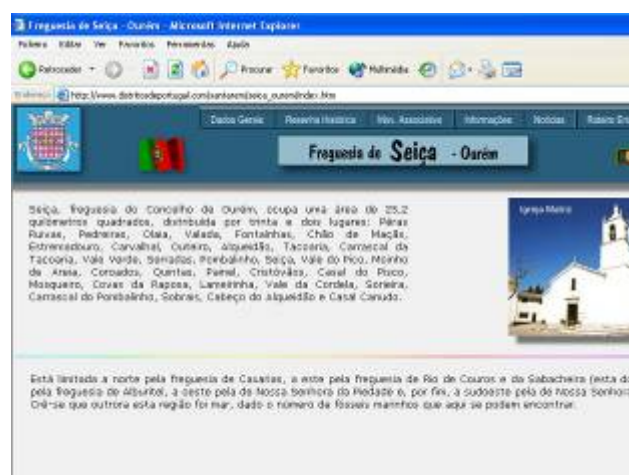 Freguesia de Seiça - Ourém - Microsoft Internet Explorer
Ficheiro Editar Ver Favoritos Ferramentas Ajuda
Retroceder Procurar Favoritos Multimédia
Endereço http://www.distritosdeportugal.com/santarem/seica_ourem/index.htm
Dados Gerais Resenha Histórica Mov. Associativo Informações Notícias Roteiro
Freguesia de Seiça - Ourém
Seiça, freguesia do Concelho de Ourém, ocupa uma área de 25,2
quilómetros quadrados, distribuída por trinta e dois lugares: Pêras
Ruivas, Pedreiras, Olaia, Valada, Fontainhas, Chão de Maçãs,
Estremadouro, Carvalhal, Outeiro, Alqueidão, Tacoaria, Carrascal da
Tacoaria, Vale Verde, Serradas, Pombalinho, Seiça, Vale do Pico, Moinho
de Areia, Coroados, Quintas, Painel, Cristóvãos, Casal do Pisco,
Mosqueiro, Covas da Raposa, Lameirinha, Vale da Cordela, Sorieira,
Carrascal do Pombalinho, Sobrais, Cabeço do Alqueidão e Casal Canudo.
Igreja Matriz
Está limitada a norte pela freguesia de Caxarias, a este pela freguesia de Rio de Couros e da Sabacheira (esta do
pela freguesia de Alburitel, a oeste pela de Nossa Senhora da Piedade e, por fim, a sudoeste pela de Nossa Senhora
Crê-se que outrora esta região foi mar, dado o número de fósseis marinhos que aqui se podem encontrar.